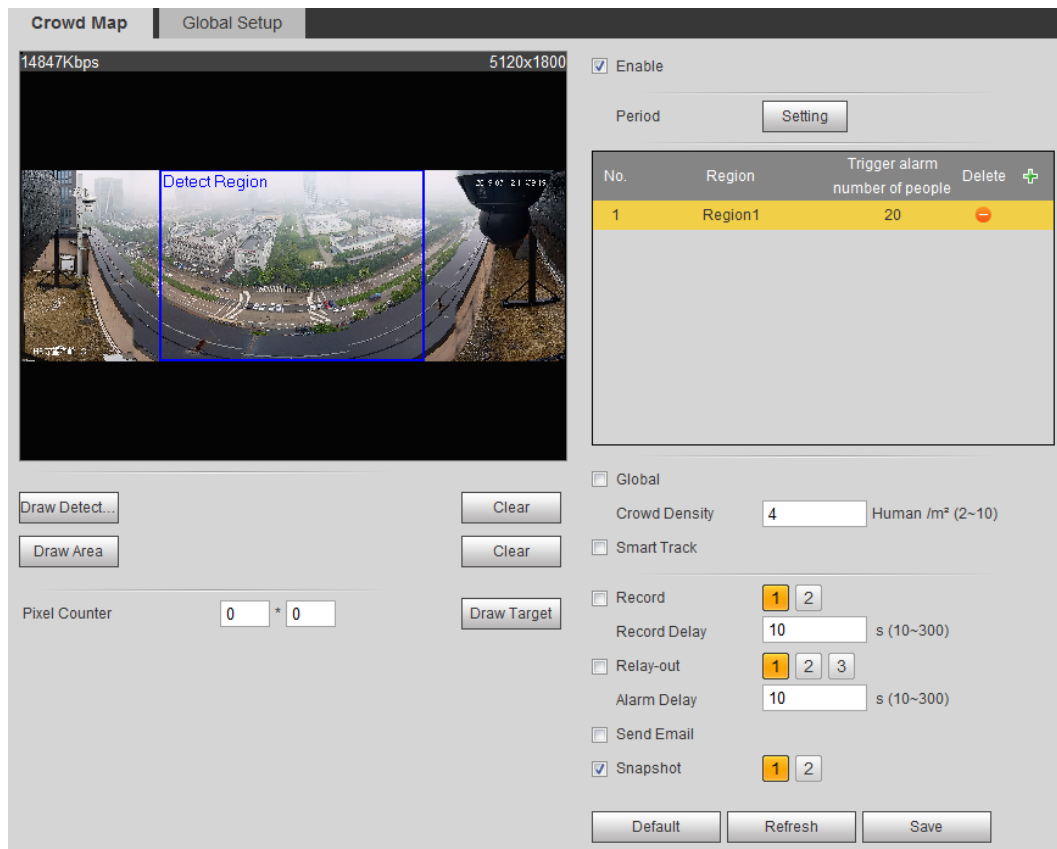 Crowd Map
Global Setup
14847Kbps
5120x1800
Detect Region
Draw Detect...
Clear
Draw Area
Clear
Pixel Counter
0 * 0
Draw Target
Enable
Period
Setting
No.
Region
Trigger alarm
number of people
Delete
1
Region1
20
Global
Crowd Density
4
Human /m² (2~10)
Smart Track
Record
1 2
Record Delay
10
s (10~300)
Relay-out
1 2 3
Alarm Delay
10
s (10~300)
Send Email
Snapshot
1 2
Default
Refresh
Save